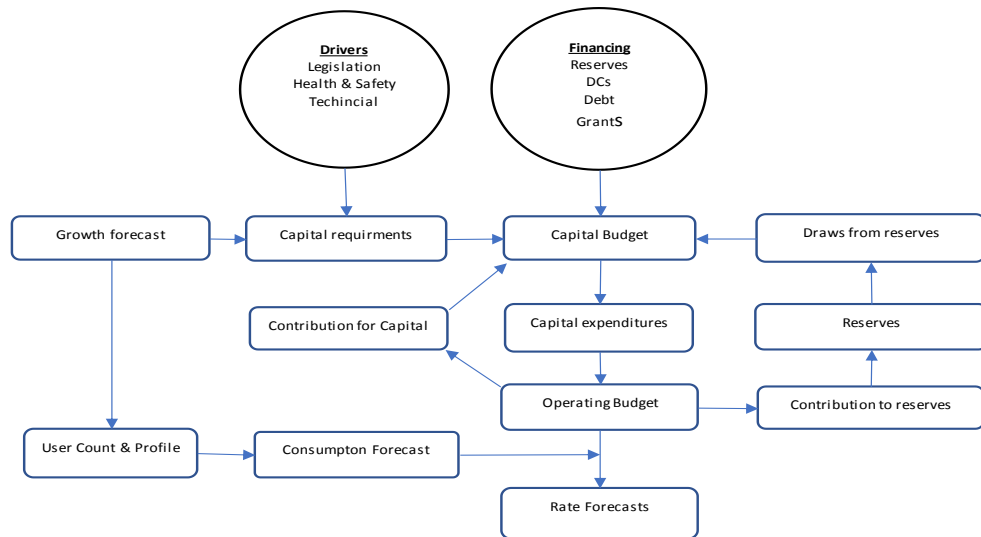 Drivers
Legislation
Health & Safety
Techincial
Financing
Reserves
DCs
Debt
GrantS
Growth forecast
Capital requirments
Capital Budget
Draws from reserves
Contribution for Capital
Capital expenditures
Reserves
Operating Budget
Contribution to reserves
User Count & Profile
Consumpton Forecast
Rate Forecasts